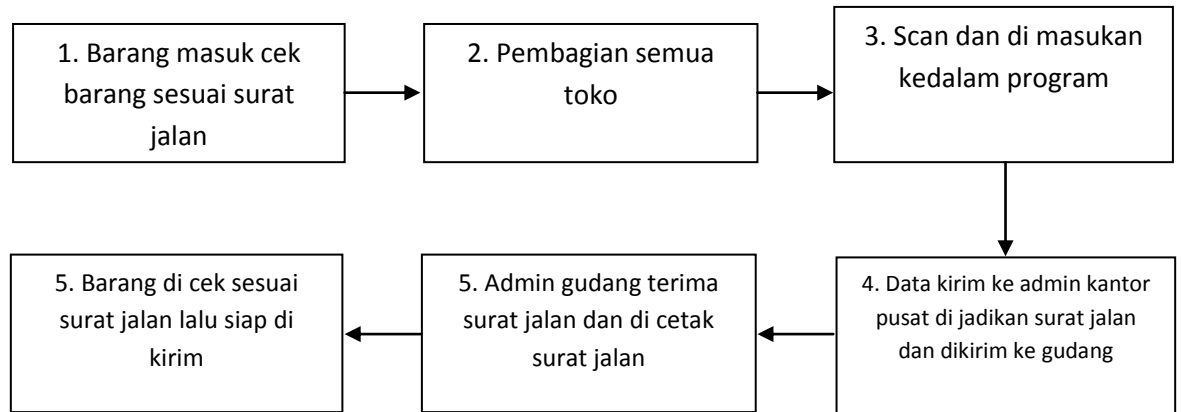 1. Barang masuk cek
barang sesuai surat
jalan
2. Pembagian semua
toko
3. Scan dan di masukan
kedalam program
4. Data kirim ke admin kantor
pusat di jadikan surat jalan
dan dikirim ke gudang
5. Admin gudang terima
surat jalan dan di cetak
surat jalan
5. Barang di cek sesuai
surat jalan lalu siap di
kirim